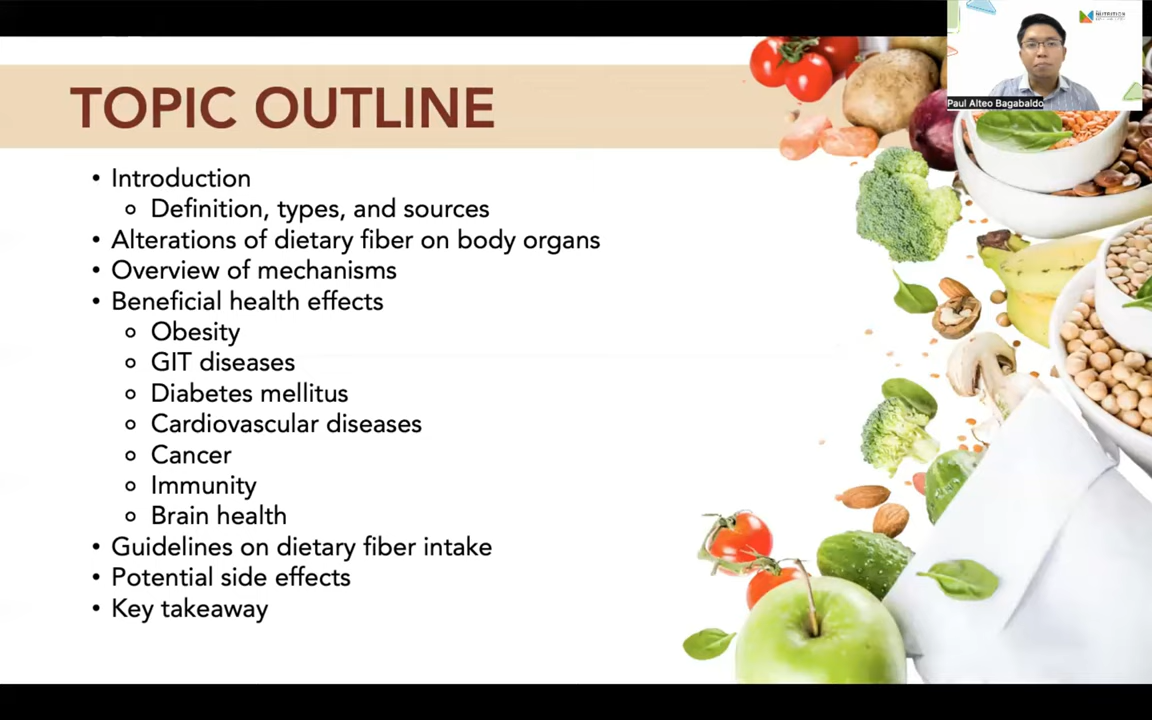 TOPIC OUTLINE
• Introduction
Definition, types, and sources
• Alterations of dietary fiber on body organs
• Overview of mechanisms
• Beneficial health effects
Obesity
GIT diseases
Diabetes mellitus
Cardiovascular diseases
Cancer
Immunity
Brain health
• Guidelines on dietary fiber intake
• Potential side effects
• Key takeaway
NUTRITION
Paul Alteo Bagabaldo